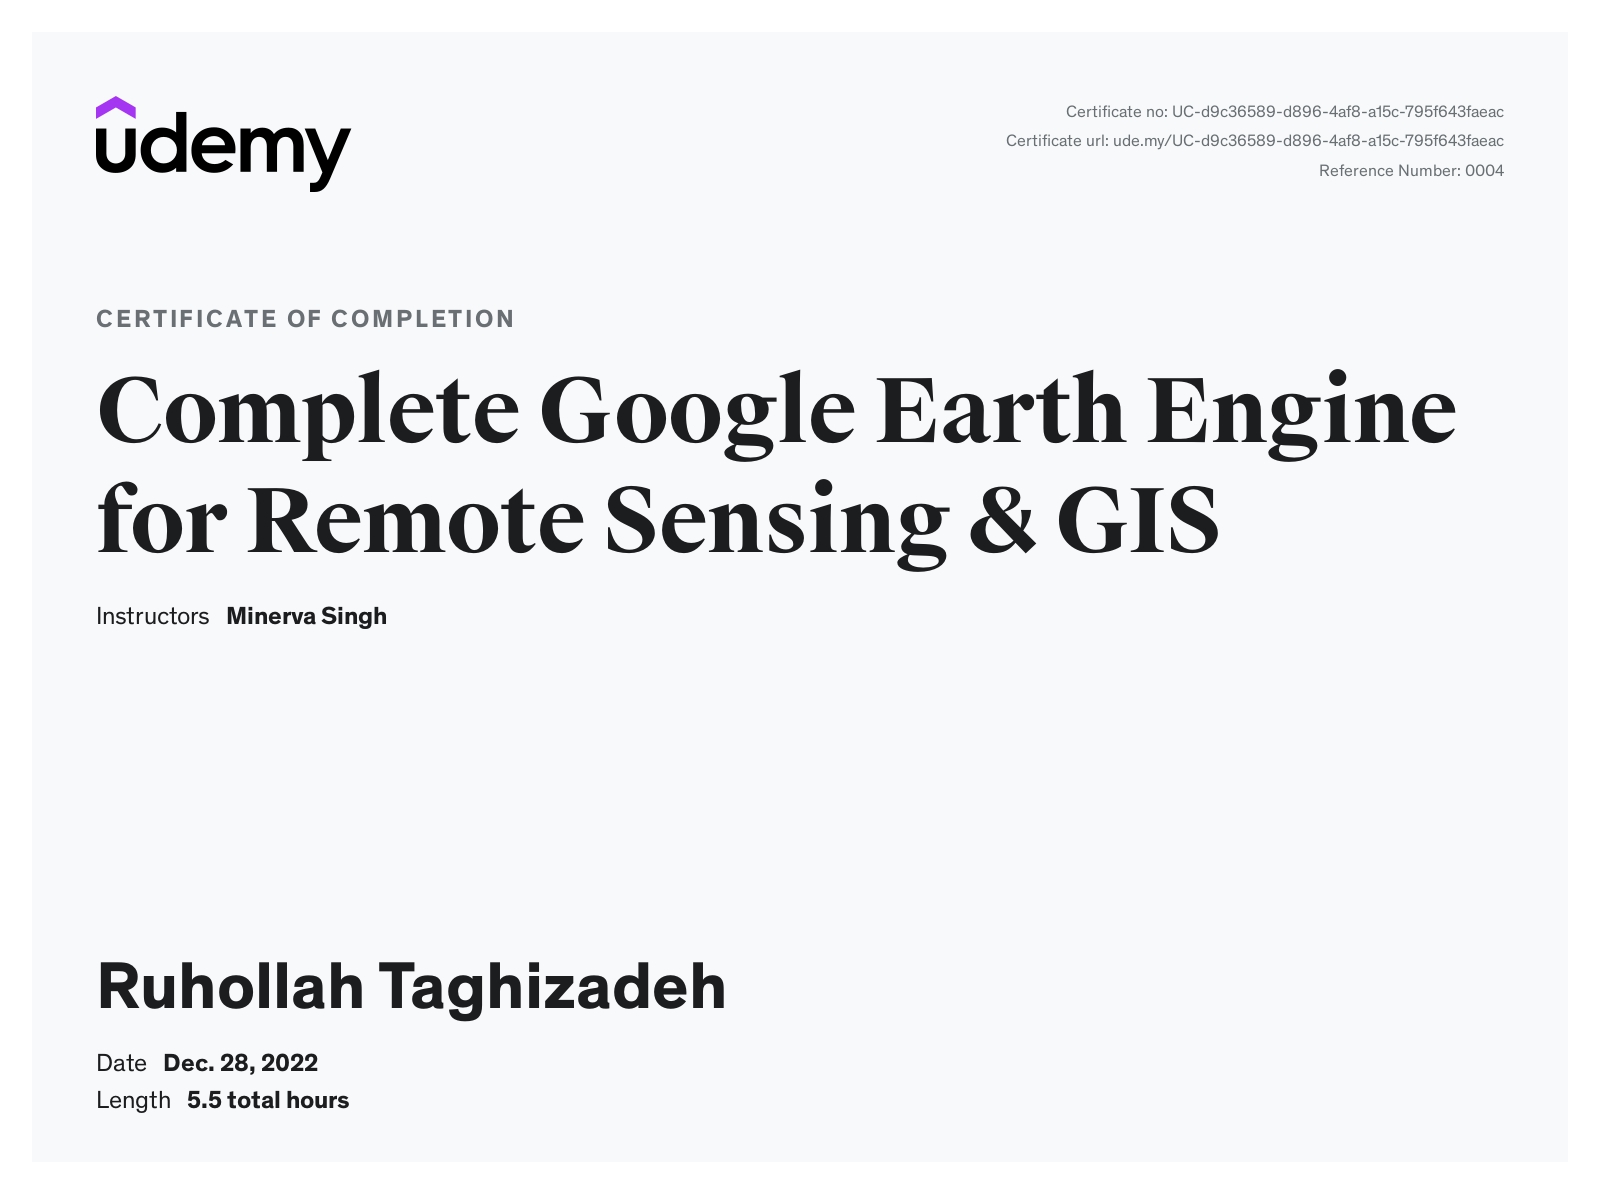 udemy
Certificate no: UC-d9c36589-d896-4af8-a15c-795f643faeac
Certificate url: ude.my/UC-d9c36589-d896-4af8-a15c-795f643faeac
Reference Number: 0004
CERTIFICATE OF COMPLETION
Complete Google Earth Engine
for Remote Sensing & GIS
Instructors Minerva Singh
Ruhollah Taghizadeh
Date Dec. 28, 2022
Length 5.5 total hours